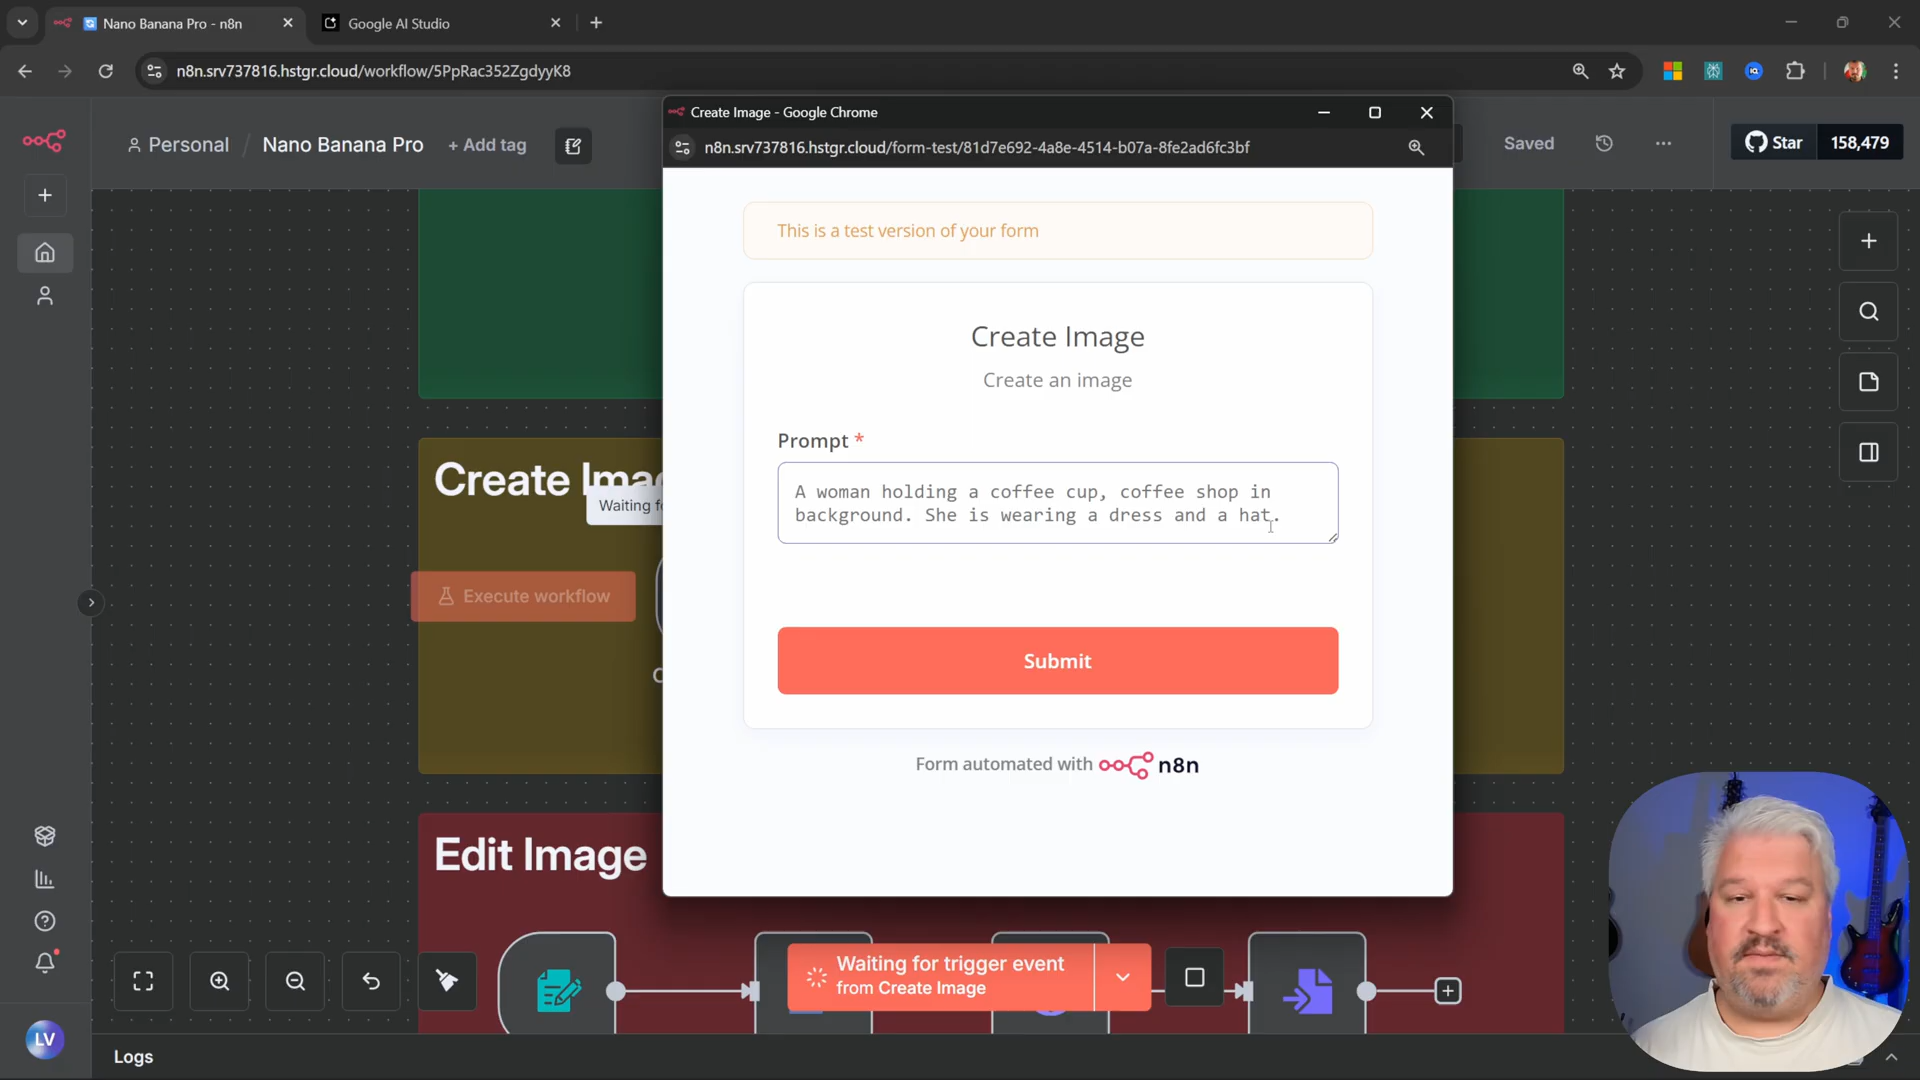 Nano Banana Pro - n8n
Google AI Studio
n8n.srv737816.hstgr.cloud/workflow/5PpRac352ZgdyyK8
Personal / Nano Banana Pro + Add tag
Saved
Star 158,479
Create Image - Google Chrome
n8n.srv737816.hstgr.cloud/form-test/81d7e692-4a8e-4514-b07a-8fe2ad6fc3bf
This is a test version of your form
Create Image
Create an image
Prompt *
A woman holding a coffee cup, coffee shop in
background. She is wearing a dress and a hat.
Submit
Form automated with n8n
Create Ima
Waiting fo
Execute workflow
Edit Image
Waiting for trigger event
from Create Image
LV
Logs